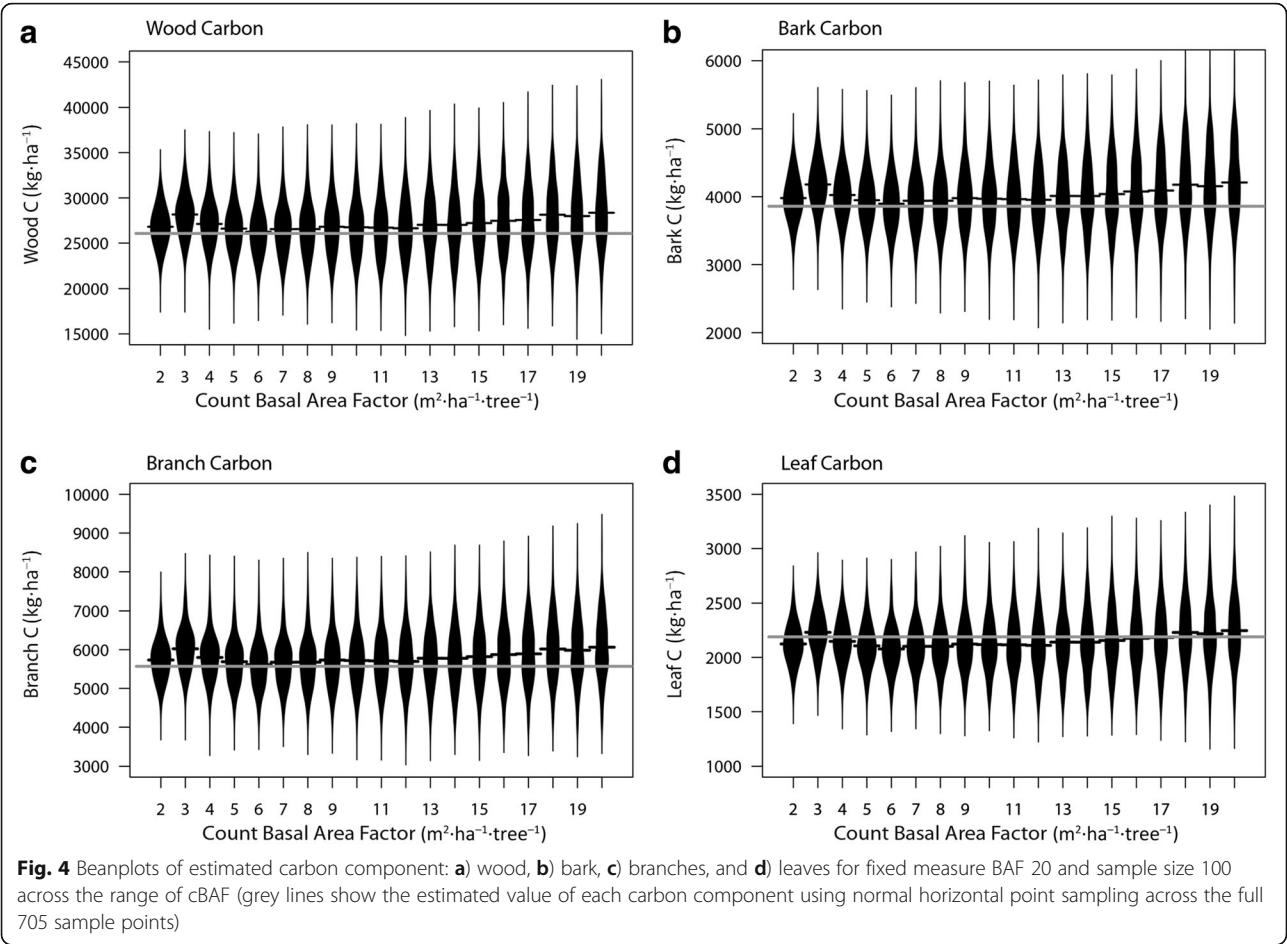 a Wood Carbon
45000
40000
35000
30000
25000
20000
15000
Wood C (kg·ha⁻¹)
2 3 4 5 6 7 8 9 11 13 15 17 19
Count Basal Area Factor (m²·ha⁻¹·tree⁻¹)
b Bark Carbon
6000
5000
4000
3000
2000
Bark C (kg·ha⁻¹)
2 3 4 5 6 7 8 9 11 13 15 17 19
Count Basal Area Factor (m²·ha⁻¹·tree⁻¹)
c Branch Carbon
10000
9000
8000
7000
6000
5000
4000
3000
Branch C (kg·ha⁻¹)
2 3 4 5 6 7 8 9 11 13 15 17 19
Count Basal Area Factor (m²·ha⁻¹·tree⁻¹)
d Leaf Carbon
3500
3000
2500
2000
1500
1000
Leaf C (kg·ha⁻¹)
2 3 4 5 6 7 8 9 11 13 15 17 19
Count Basal Area Factor (m²·ha⁻¹·tree⁻¹)
Fig. 4 Beanplots of estimated carbon component: a) wood, b) bark, c) branches, and d) leaves for fixed measure BAF 20 and sample size 100
across the range of cBAF (grey lines show the estimated value of each carbon component using normal horizontal point sampling across the full
705 sample points)